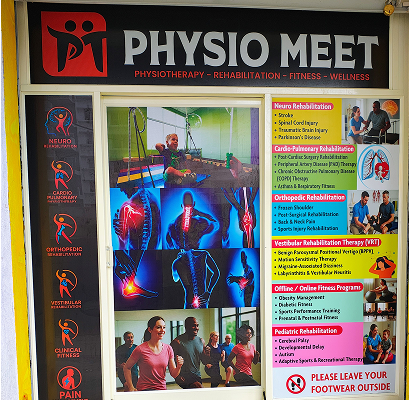 PHYSIO MEET
PHYSIOTHERAPY - REHABILITATION - FITNESS - WELLNESS
NEURO
REHABILITATION
CARDIO
PULMONARY
REHABILITATION
ORTHOPEDIC
REHABILITATION
VESTIBULAR
REHABILITATION
CLINICAL
FITNESS
PAIN
Neuro Rehabilitation
• Stroke
• Spinal Cord Injury
• Traumatic Brain Injury
• Parkinson's Disease
Cardio-Pulmonary Rehabilitation
• Post-Cardiac Surgery Rehabilitation
• Peripheral Artery Disease (PAD) Therapy
• Chronic Obstructive Pulmonary Disease
(COPD) Therapy
• Asthma & Respiratory Fitness
Orthopedic Rehabilitation
• Frozen Shoulder
• Post-Surgical Rehabilitation
• Back & Neck Pain
• Sports Injury Rehabilitation
Vestibular Rehabilitation Therapy (VRT)
• Benign Paroxysmal Positional Vertigo (BPPV)
• Motion Sensitivity Therapy
• Migraine-Associated Dizziness
• Labyrinthitis & Vestibular Neuritis
Offline / Online Fitness Programs
• Obesity Management
• Diabetic Fitness
• Sports Performance Training
• Prenatal & Postnatal Fitness
Pediatric Rehabilitation
• Cerebral Palsy
• Developmental Delay
• Autism
• Adaptive Sports & Recreational Therapy
PLEASE LEAVE YOUR
FOOTWEAR OUTSIDE